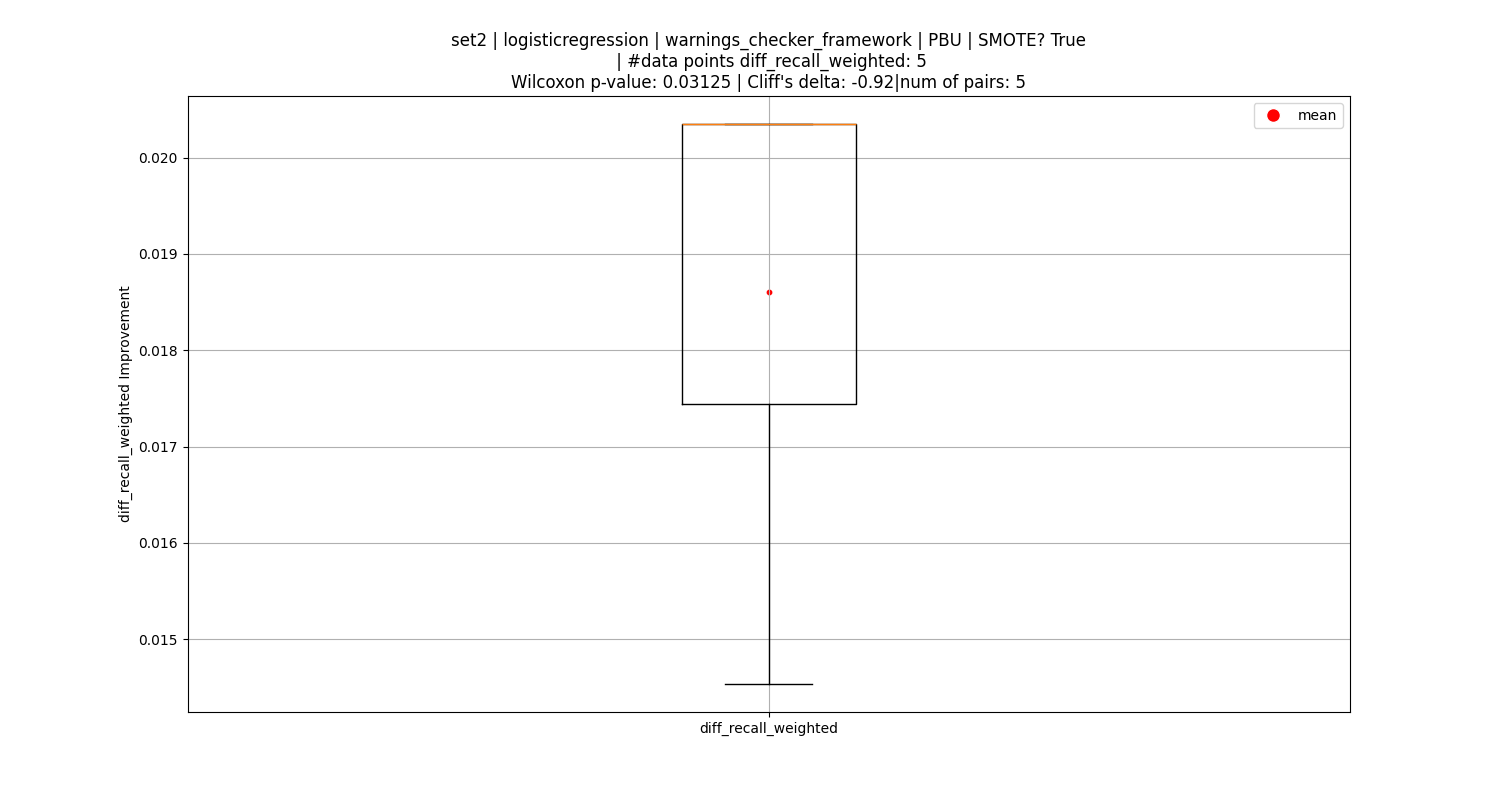 set2 | logisticregression | warnings_checker_framework | PBU | SMOTE? True
| #data points diff_recall_weighted: 5
Wilcoxon p-value: 0.03125 | Cliff's delta: -0.92|num of pairs: 5
mean
0.020
0.019
0.018
0.017
0.016
0.015
diff_recall_weighted Improvement
diff_recall_weighted